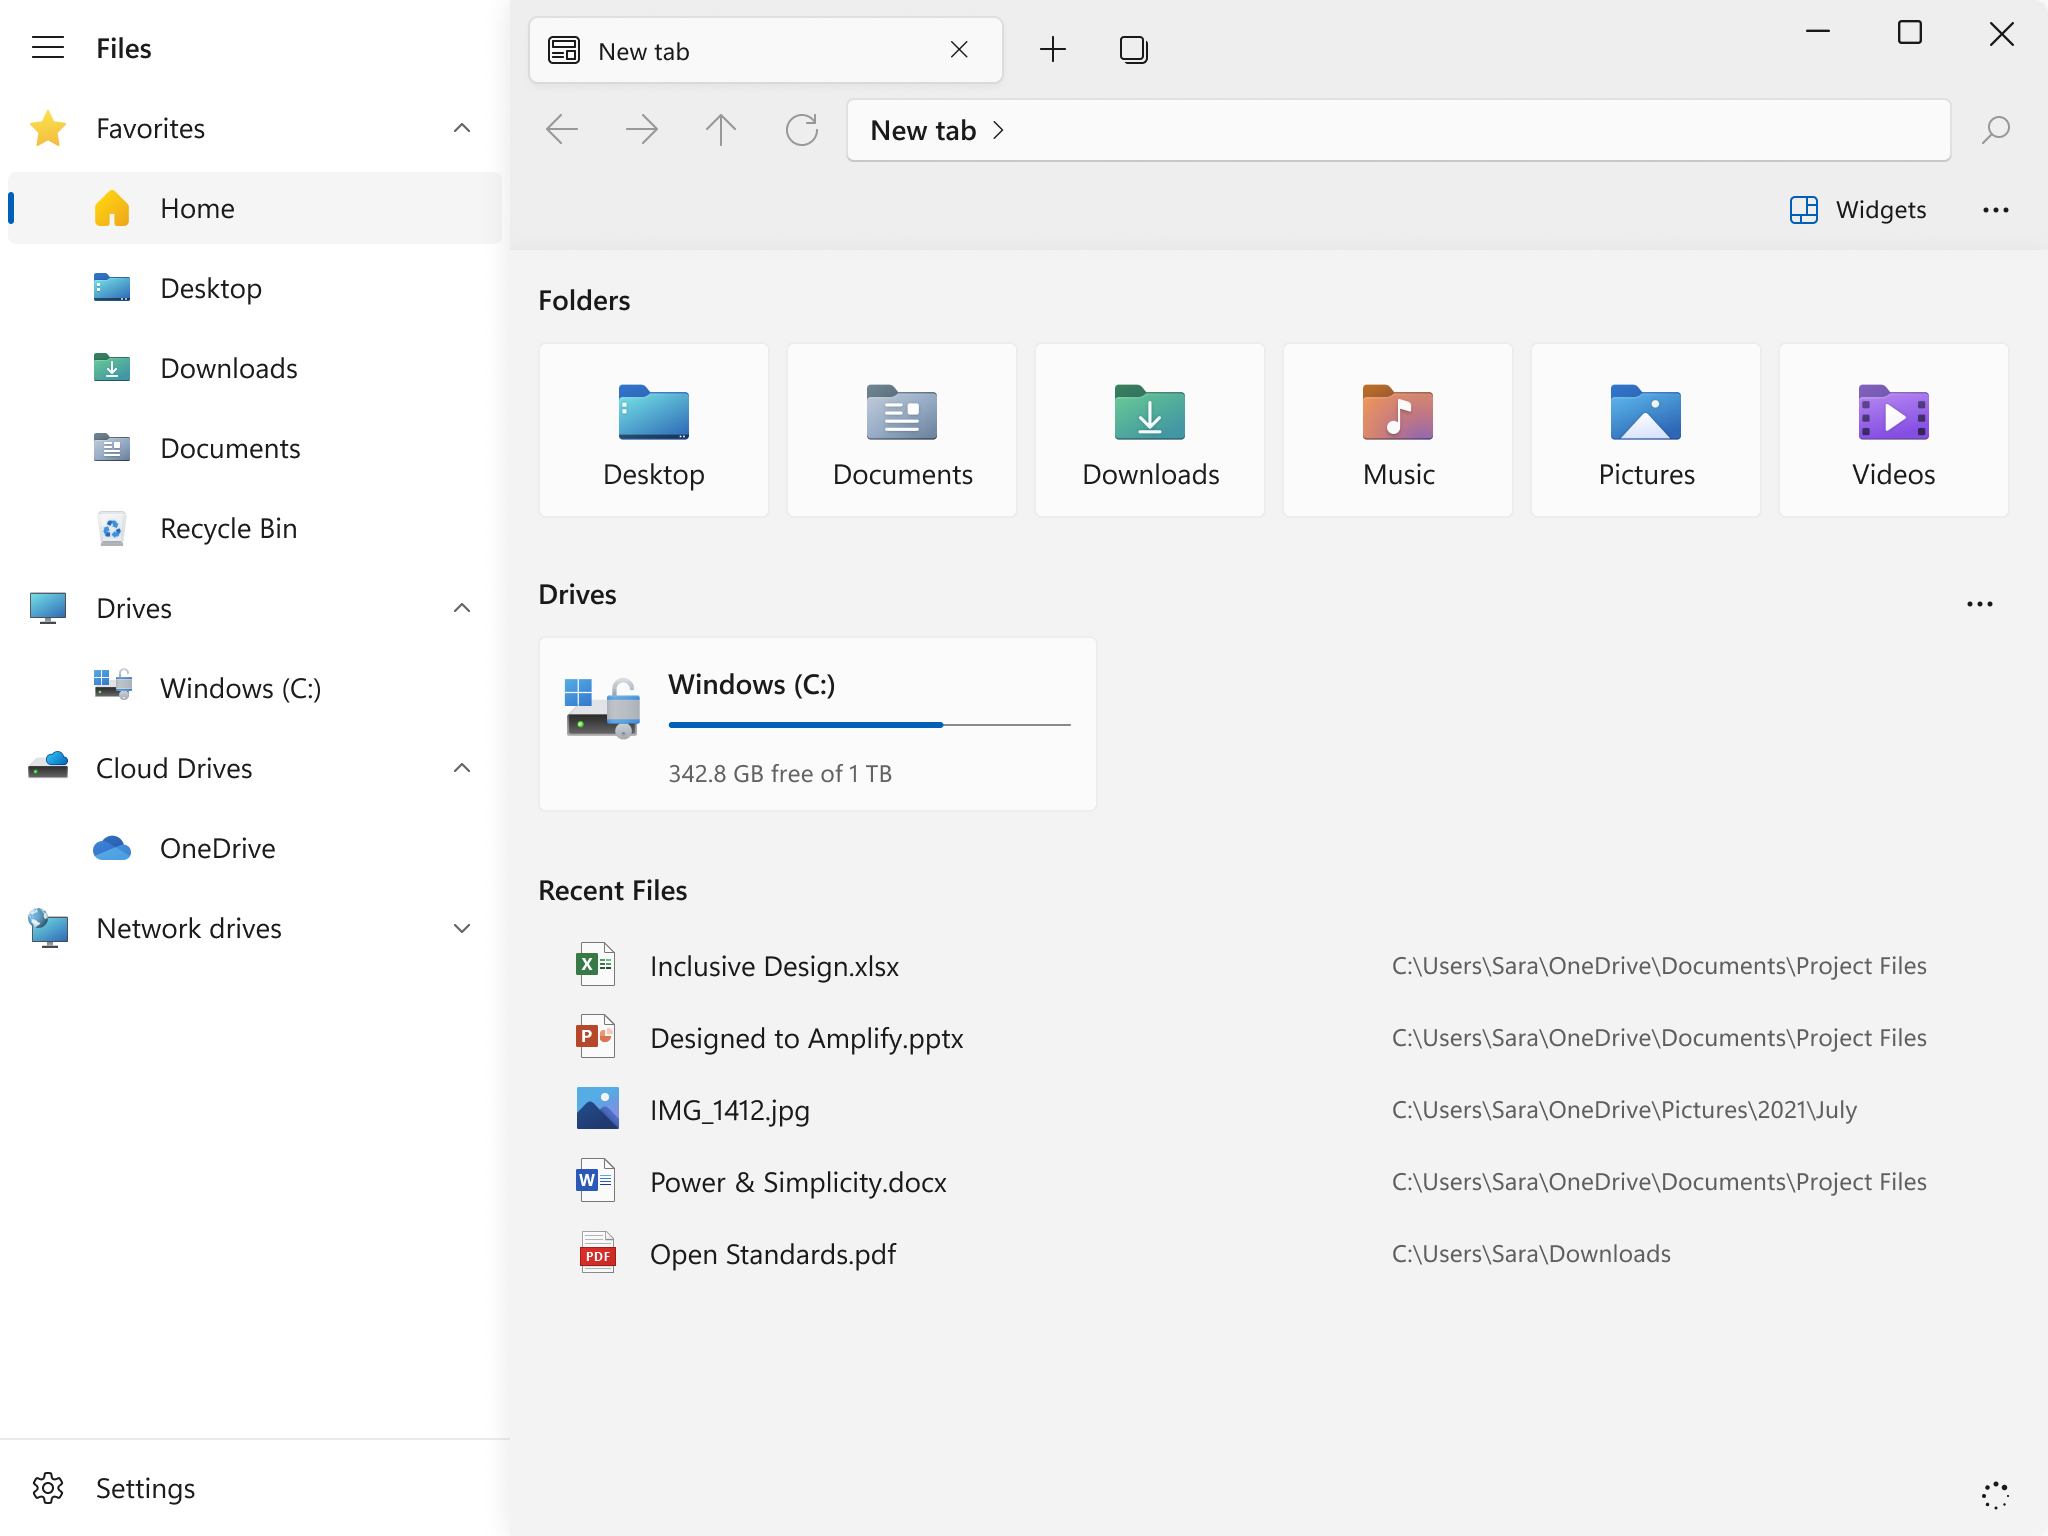 Files
Favorites
Home
Desktop
Downloads
Documents
Recycle Bin
Drives
Windows (C:)
Cloud Drives
OneDrive
Network drives
Settings
New tab
New tab
Widgets
Folders
Desktop
Documents
Downloads
Music
Pictures
Videos
Drives
Windows (C:)
342.8 GB free of 1 TB
Recent Files
X Inclusive Design.xlsx C:\Users\Sara\OneDrive\Documents\Project Files
P Designed to Amplify.pptx C:\Users\Sara\OneDrive\Documents\Project Files
IMG_1412.jpg C:\Users\Sara\OneDrive\Pictures\2021\July
W Power & Simplicity.docx C:\Users\Sara\OneDrive\Documents\Project Files
PDF Open Standards.pdf C:\Users\Sara\Downloads